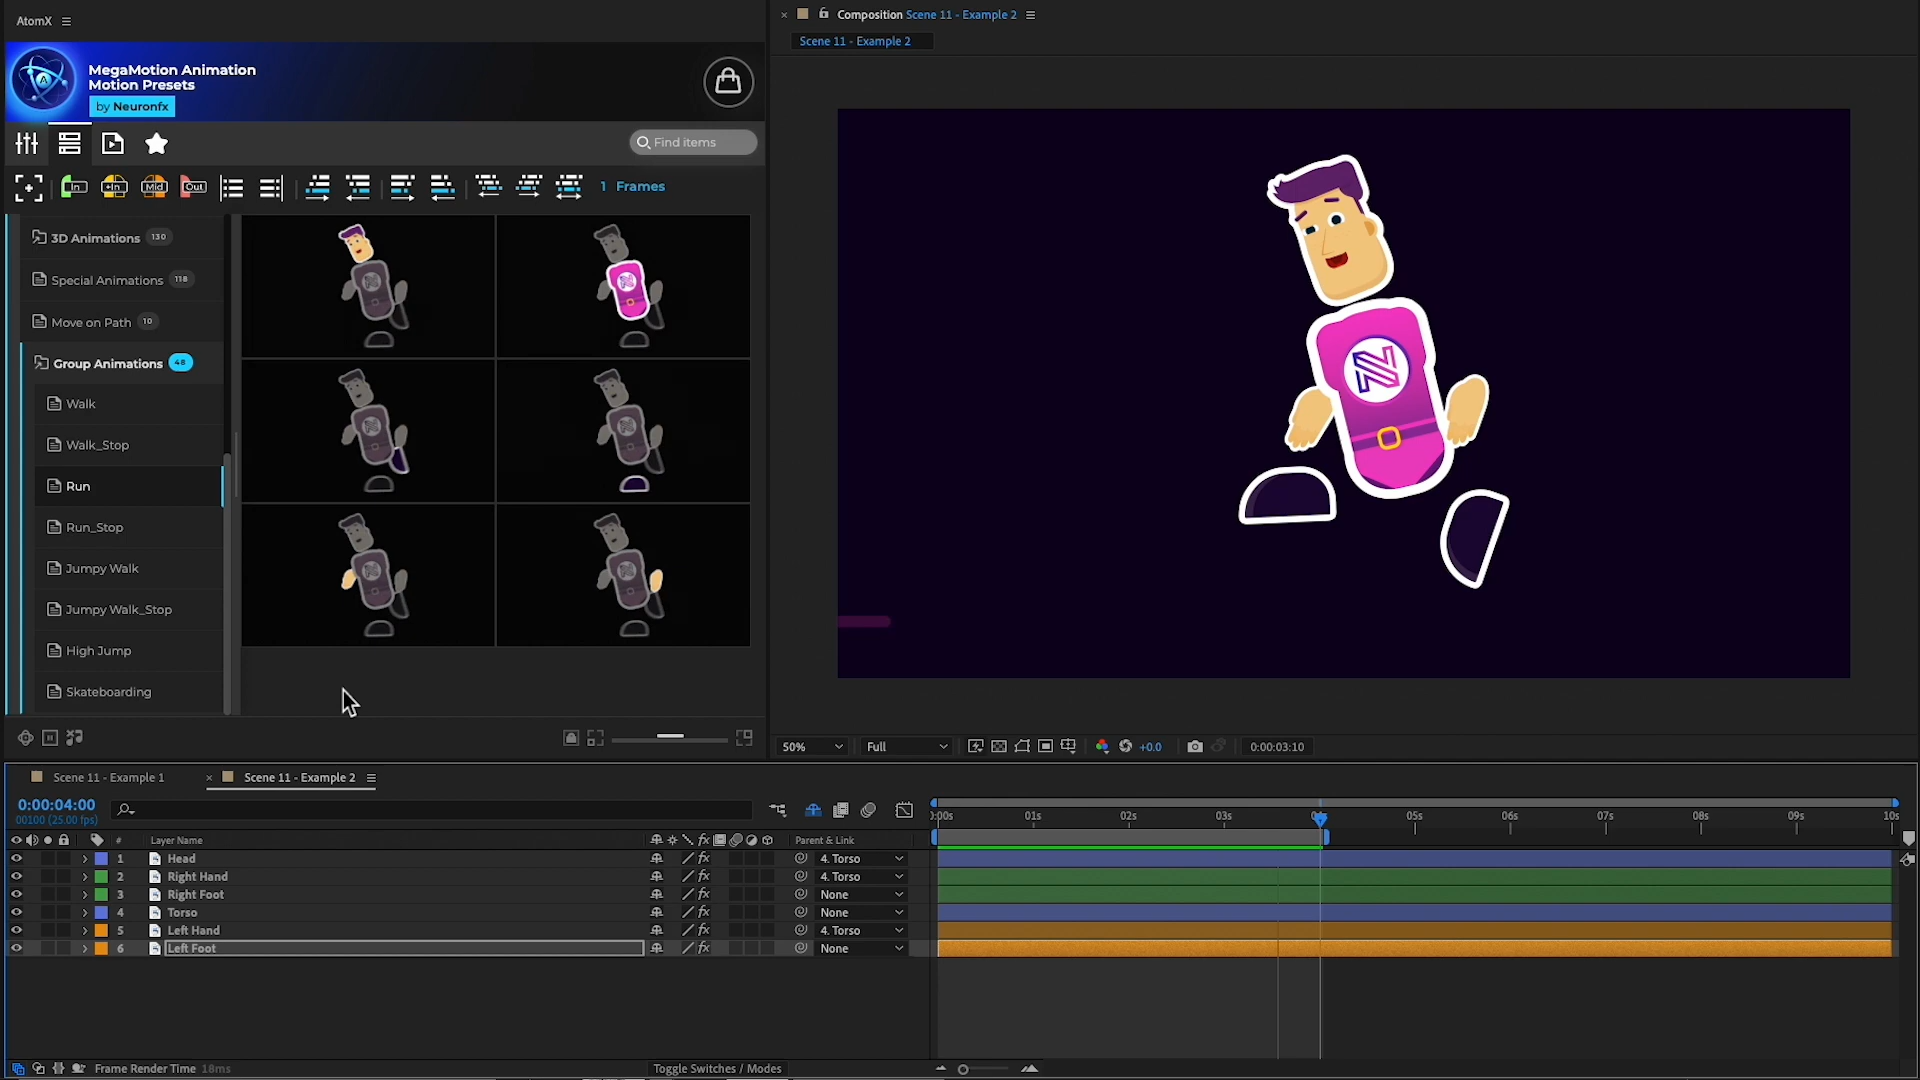 AtomX
MegaMotion Animation
Motion Presets
by Neuronfx
Find items
In
+In
Mid
Out
1 Frames
3D Animations 130
Special Animations 118
Move on Path 10
Group Animations 48
Walk
Walk_Stop
Run
Run_Stop
Jumpy Walk
Jumpy Walk_Stop
High Jump
Skateboarding
Composition Scene 11 - Example 2
Scene 11 - Example 2
50%
Full
+0.0
0:00:03:10
Scene 11 - Example 1
Scene 11 - Example 2
0:00:04:00
00100 (25.00 fps)
# Layer Name
Parent & Link
1 Head 4. Torso
2 Right Hand 4. Torso
3 Right Foot None
4 Torso None
5 Left Hand 4. Torso
6 Left Foot None
01s 02s 03s 05s 06s 07s 08s 09s 10s
Frame Render Time 18ms
Toggle Switches / Modes